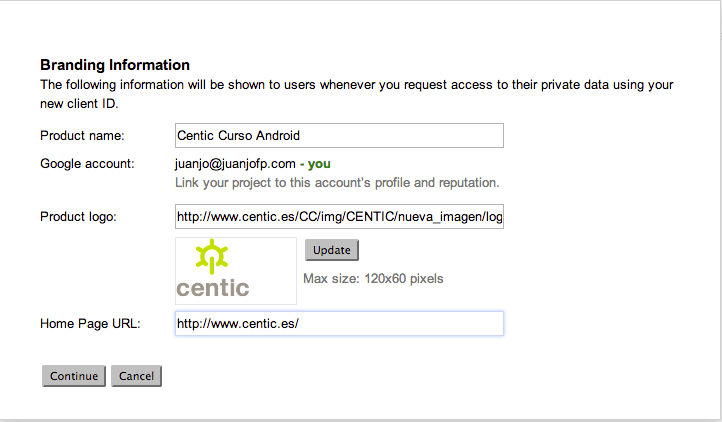 Branding Information
The following information will be shown to users whenever you request access to their private data using your
new client ID.
Product name: Centic Curso Android
Google account: juanjo@juanjofp.com - you
Link your project to this account's profile and reputation.
Product logo: http://www.centic.es/CC/img/CENTIC/nueva_imagen/log
Update
centic
Max size: 120x60 pixels
Home Page URL: http://www.centic.es/
Continue Cancel